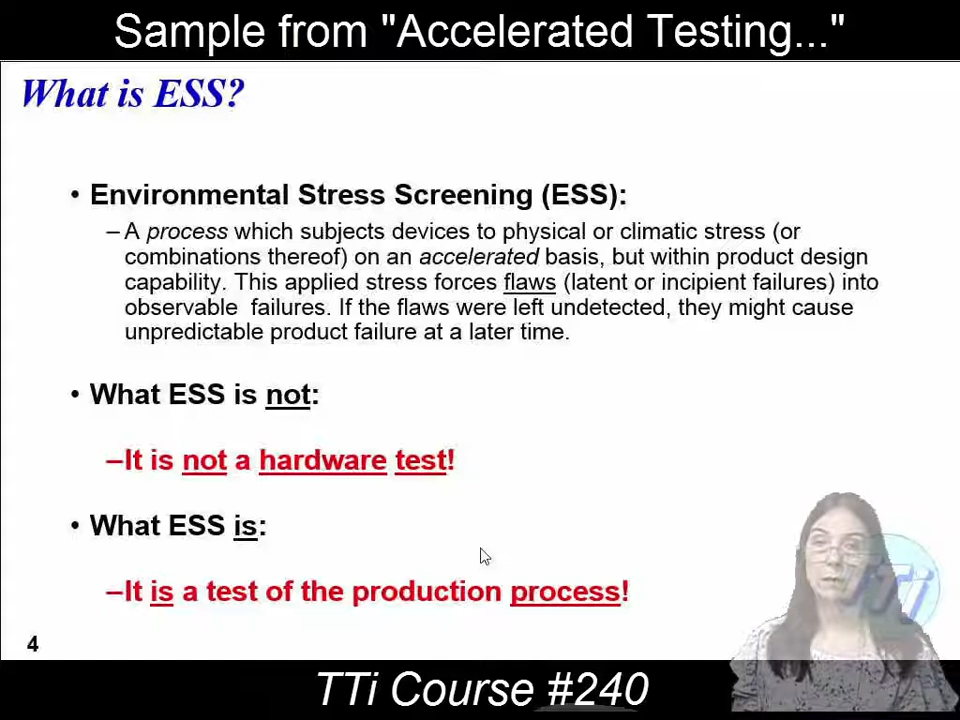 Sample from "Accelerated Testing..."
What is ESS?
• Environmental Stress Screening (ESS):
– A process which subjects devices to physical or climatic stress (or
combinations thereof) on an accelerated basis, but within product design
capability. This applied stress forces flaws (latent or incipient failures) into
observable failures. If the flaws were left undetected, they might cause
unpredictable product failure at a later time.
• What ESS is not:
–It is not a hardware test!
• What ESS is:
–It is a test of the production process!
TTi
4
TTi Course #240